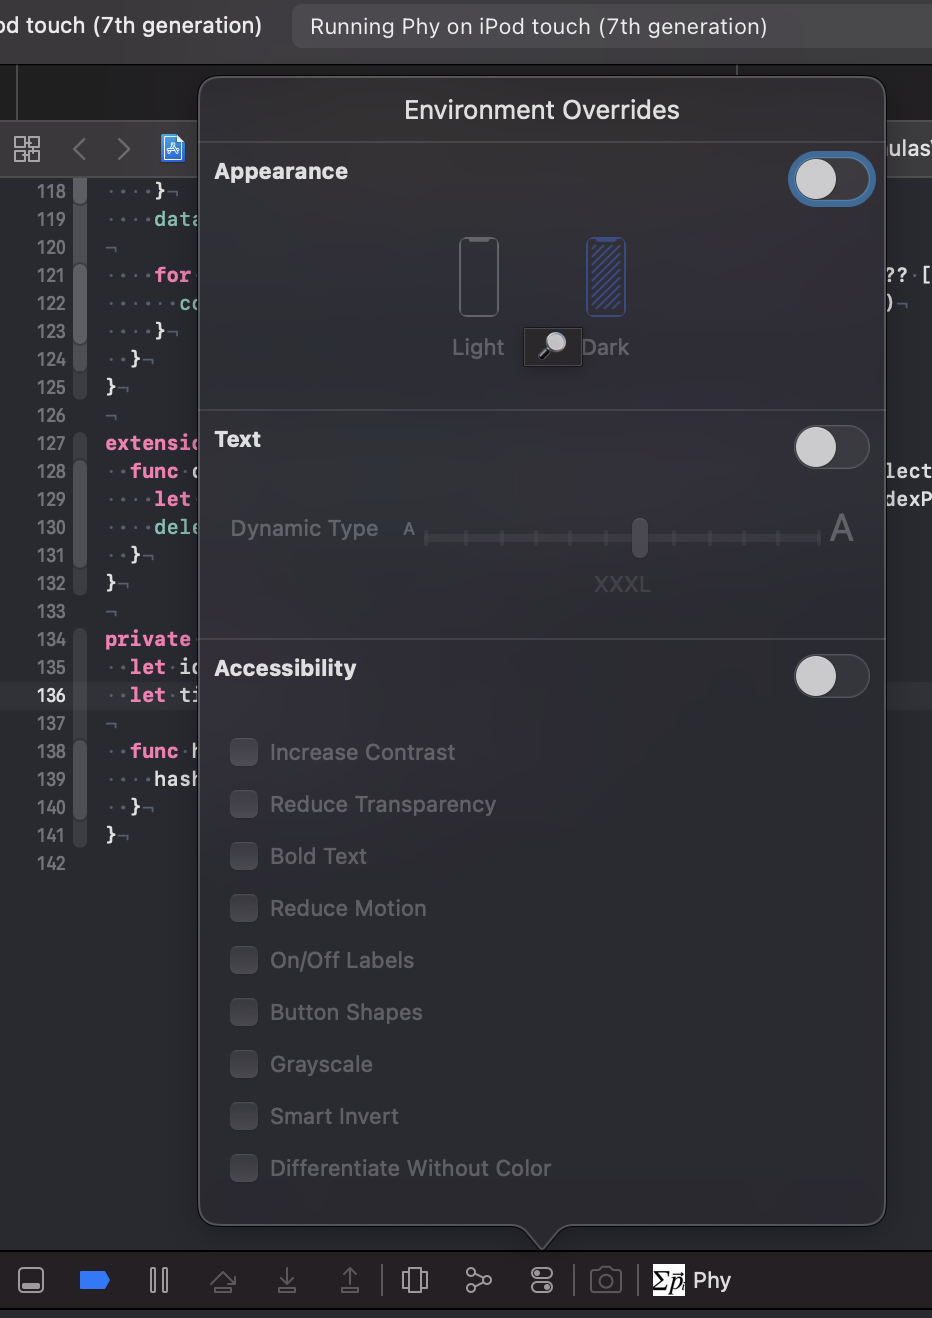 od touch (7th generation)
Running Phy on iPod touch (7th generation)
Environment Overrides
Appearance
Light
Dark
Text
Dynamic Type
A
A
XXXL
Accessibility
Increase Contrast
Reduce Transparency
Bold Text
Reduce Motion
On/Off Labels
Button Shapes
Grayscale
Smart Invert
Differentiate Without Color
118 }
119 data
120
121 for ?? [
122 co )
123 }
124 }
125 }
126
127 extensio
128 func lect
129 let dexP
130 dele
131 }
132 }
133
134 private
135 let id
136 let ti
137
138 func h
139 hash
140 }
141 }
142
Σp⃗ Phy